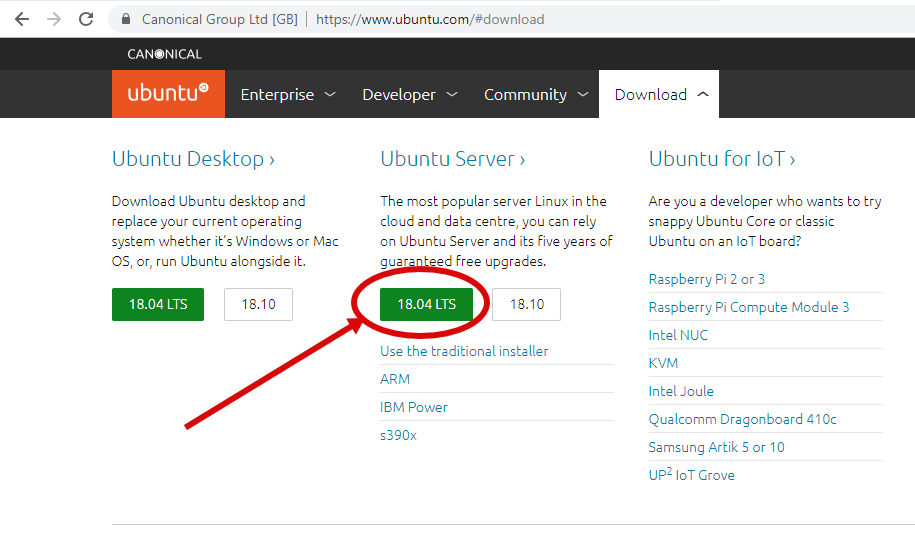 Canonical Group Ltd [GB] | https://www.ubuntu.com/#download
CANONICAL
ubuntu Enterprise Developer Community Download
Ubuntu Desktop ›
Download Ubuntu desktop and
replace your current operating
system whether it's Windows or Mac
OS, or, run Ubuntu alongside it.
18.04 LTS 18.10
Ubuntu Server ›
The most popular server Linux in the
cloud and data centre, you can rely
on Ubuntu Server and its five years of
guaranteed free upgrades.
18.04 LTS 18.10
Use the traditional installer
ARM
IBM Power
s390x
Ubuntu for IoT ›
Are you a developer who wants to try
snappy Ubuntu Core or classic
Ubuntu on an IoT board?
Raspberry Pi 2 or 3
Raspberry Pi Compute Module 3
Intel NUC
KVM
Intel Joule
Qualcomm Dragonboard 410c
Samsung Artik 5 or 10
UP² IoT Grove